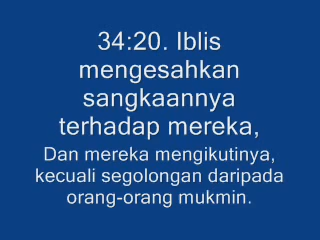 34:20. Iblis
mengesahkan
sangkaannya
terhadap mereka,
Dan mereka mengikutinya,
kecuali segolongan daripada
orang-orang mukmin.